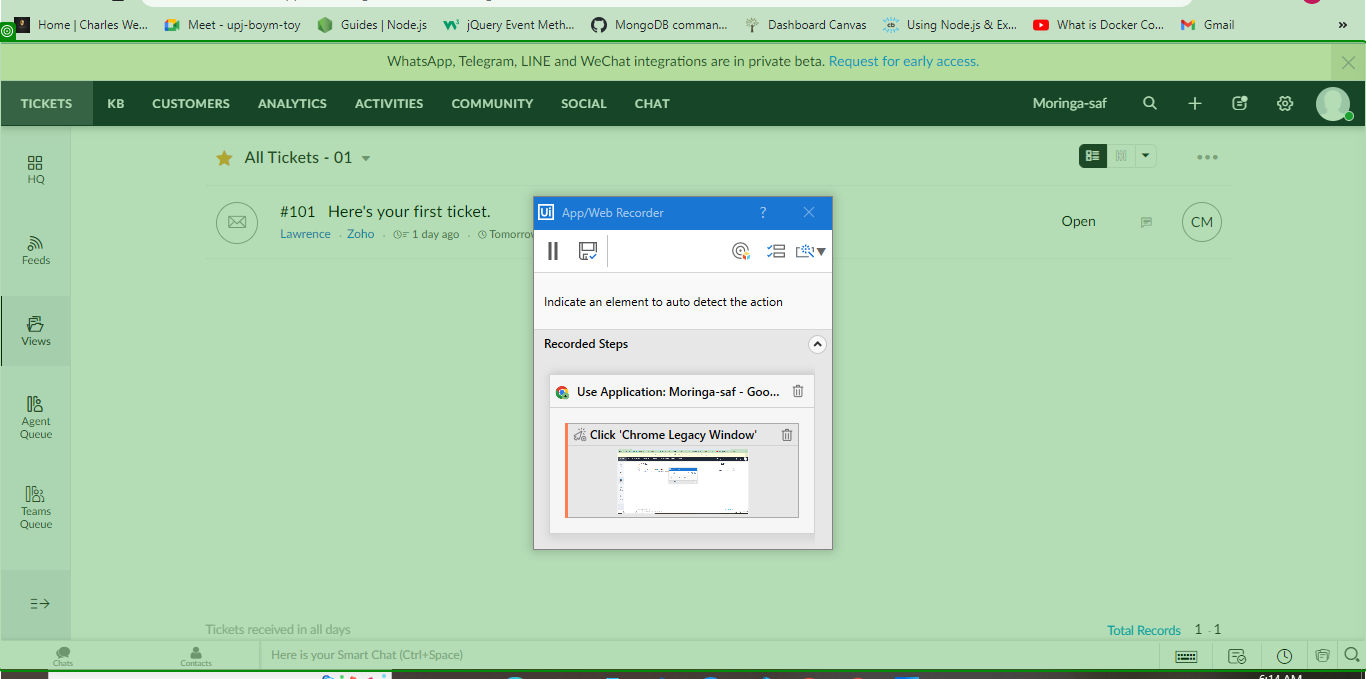 Home | Charles We... Meet - upj-boym-toy Guides | Node.js jQuery Event Meth... MongoDB comman... Dashboard Canvas Using Node.js & Ex... What is Docker Co... Gmail »
WhatsApp, Telegram, LINE and WeChat integrations are in private beta. Request for early access.
TICKETS KB CUSTOMERS ANALYTICS ACTIVITIES COMMUNITY SOCIAL CHAT Moringa-saf
HQ
Feeds
Views
Agent
Queue
Teams
Queue
All Tickets - 01
#101 Here's your first ticket.
Lawrence . Zoho . 1 day ago .
Open
CM
Ui App/Web Recorder ?
Indicate an element to auto detect the action
Recorded Steps
Use Application: Moringa-saf - Goo...
Click 'Chrome Legacy Window'
Tickets received in all days
Total Records 1 - 1
Chats
Contacts
Here is your Smart Chat (Ctrl+Space)
6:14 AM